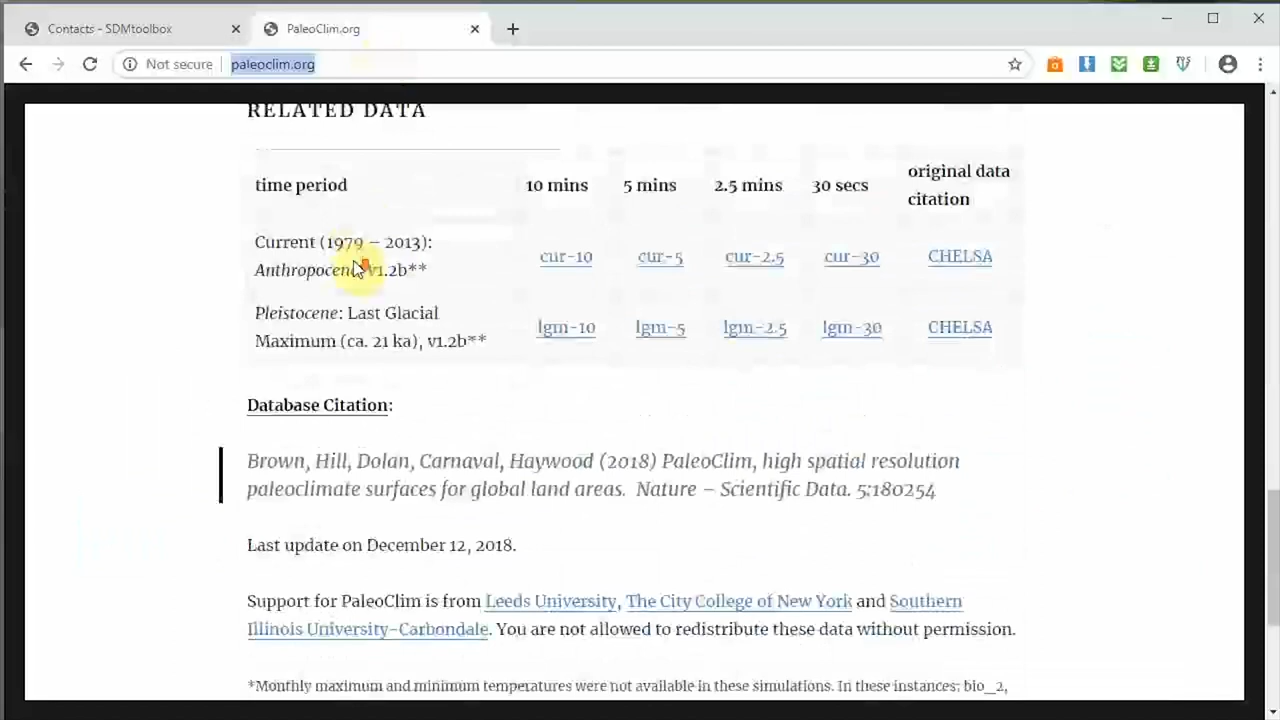 Contacts - SDMtoolbox
PaleoClim.org
Not secure
paleoclim.org
RELATED DATA
time period 10 mins 5 mins 2.5 mins 30 secs original data citation
Current (1979 – 2013): cur-10 cur-5 cur-2.5 cur-30 CHELSA
Anthropocene, v1.2b**
Pleistocene: Last Glacial lgm-10 lgm-5 lgm-2.5 lgm-30 CHELSA
Maximum (ca. 21 ka), v1.2b**
Database Citation:
Brown, Hill, Dolan, Carnaval, Haywood (2018) PaleoClim, high spatial resolution
paleoclimate surfaces for global land areas. Nature – Scientific Data. 5:180254
Last update on December 12, 2018.
Support for PaleoClim is from Leeds University, The City College of New York and Southern
Illinois University-Carbondale. You are not allowed to redistribute these data without permission.
*Monthly maximum and minimum temperatures were not available in these simulations. In these instances, bio_2,